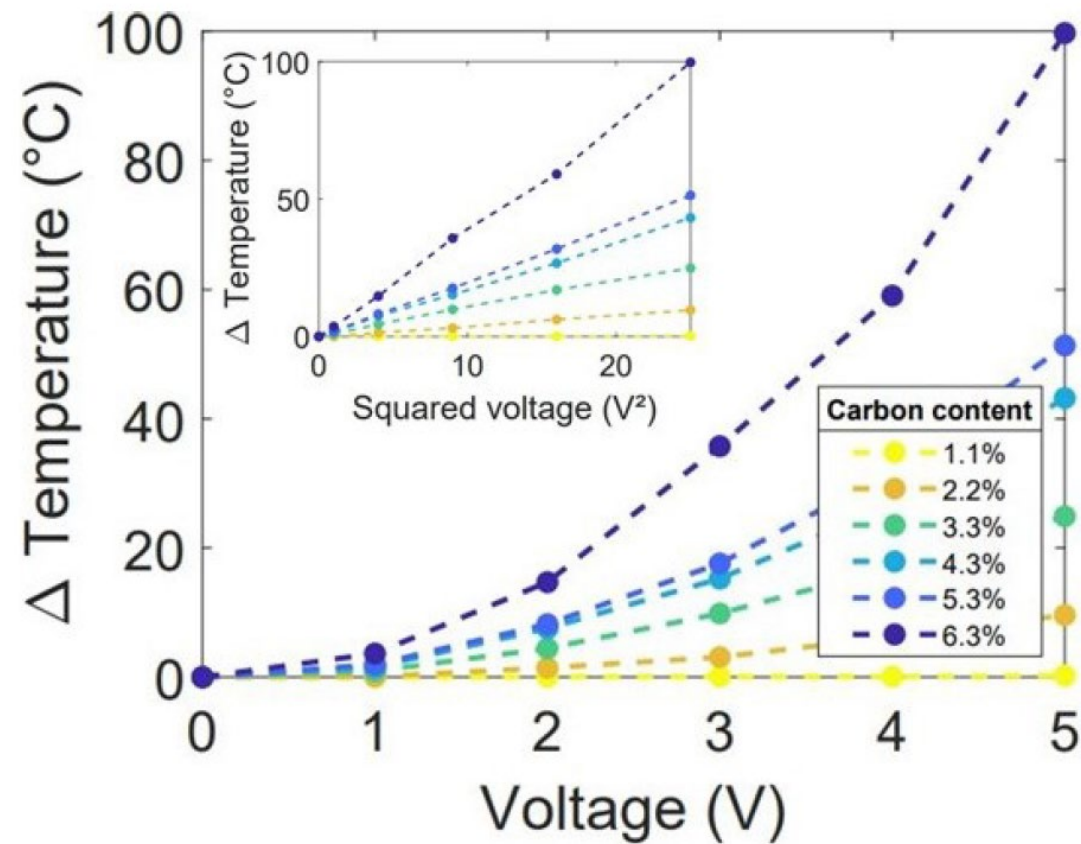 Δ Temperature (°C)
100
80
60
40
20
0
0 1 2 3 4 5
Voltage (V)
Δ Temperature (°C)
100
50
0
0 10 20
Squared voltage (V²)
Carbon content
1.1%
2.2%
3.3%
4.3%
5.3%
6.3%